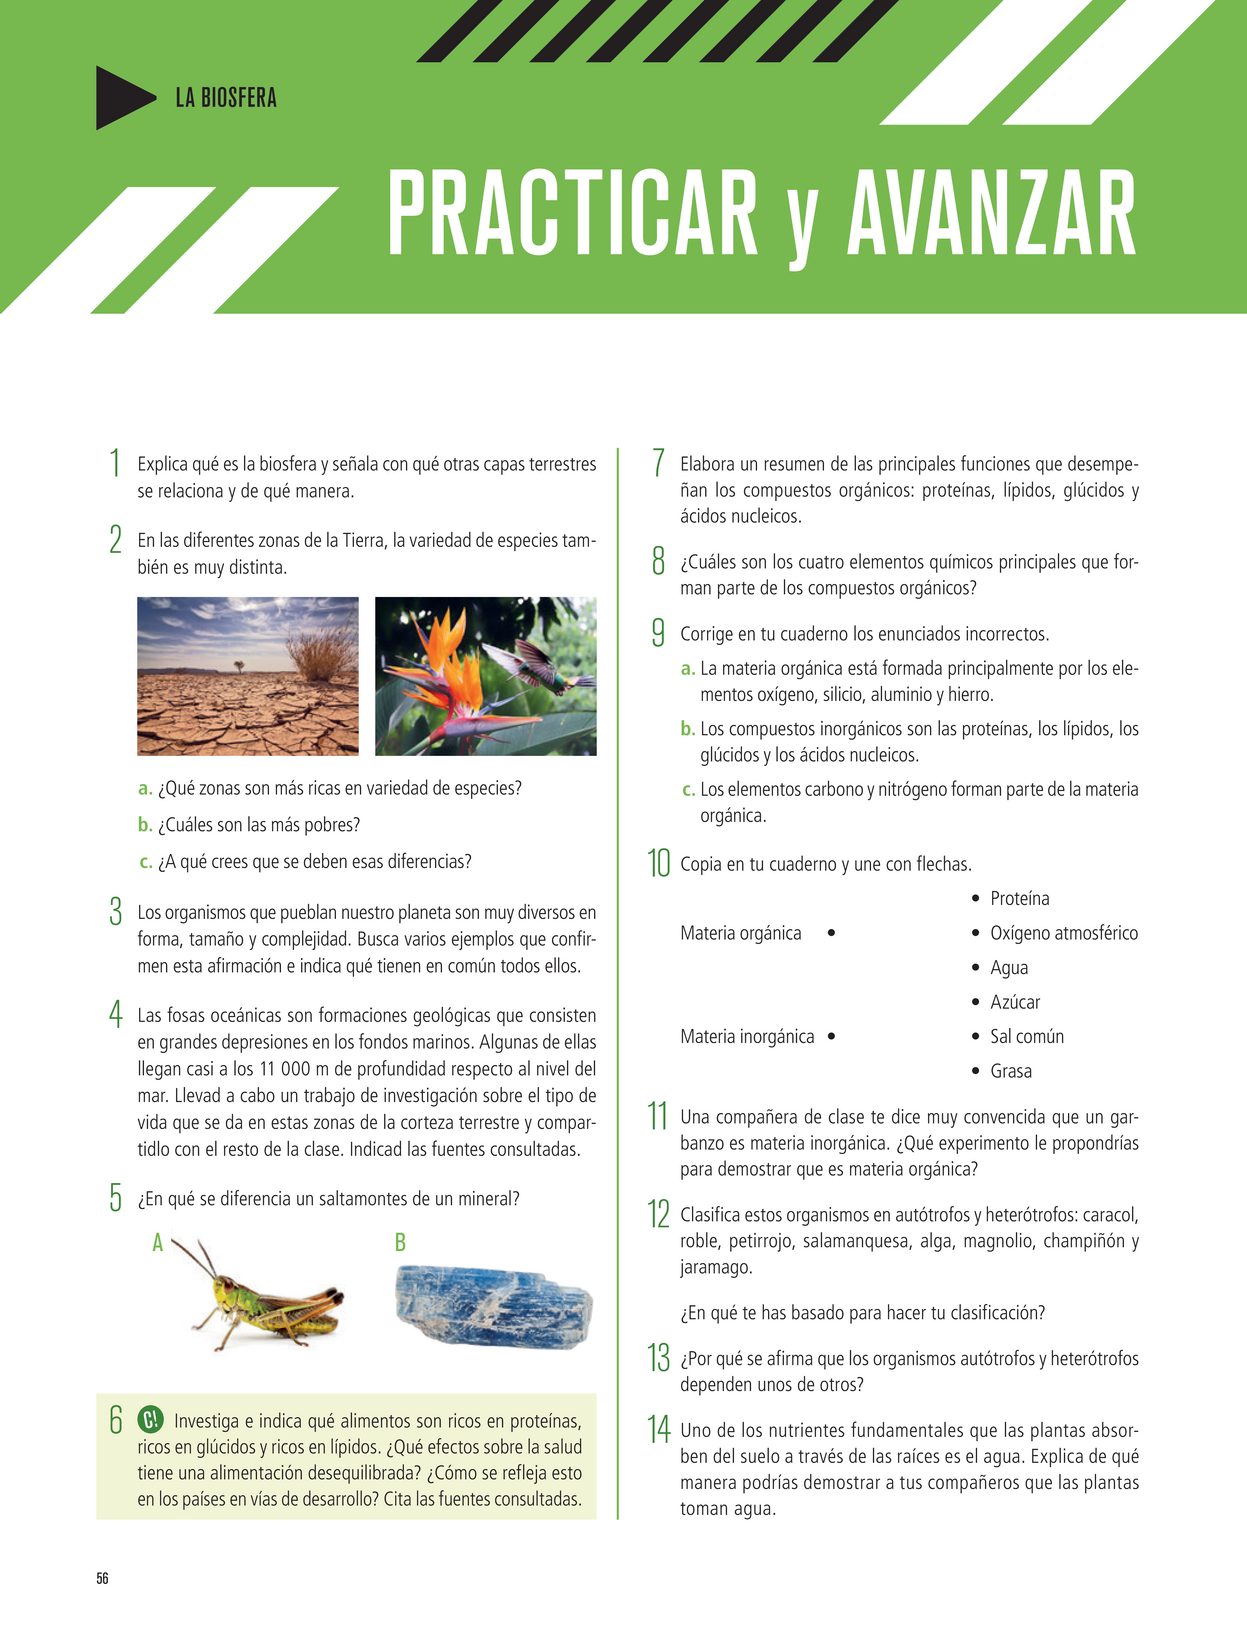 LA BIOSFERA
PRACTICAR y AVANZAR
1 Explica qué es la biosfera y señala con qué otras capas terrestres
se relaciona y de qué manera.
2 En las diferentes zonas de la Tierra, la variedad de especies tam-
bién es muy distinta.
a. ¿Qué zonas son más ricas en variedad de especies?
b. ¿Cuáles son las más pobres?
c. ¿A qué crees que se deben esas diferencias?
3 Los organismos que pueblan nuestro planeta son muy diversos en
forma, tamaño y complejidad. Busca varios ejemplos que confir-
men esta afirmación e indica qué tienen en común todos ellos.
4 Las fosas oceánicas son formaciones geológicas que consisten
en grandes depresiones en los fondos marinos. Algunas de ellas
llegan casi a los 11 000 m de profundidad respecto al nivel del
mar. Llevad a cabo un trabajo de investigación sobre el tipo de
vida que se da en estas zonas de la corteza terrestre y compar-
tidlo con el resto de la clase. Indicad las fuentes consultadas.
5 ¿En qué se diferencia un saltamontes de un mineral?
A B
6 C! Investiga e indica qué alimentos son ricos en proteínas,
ricos en glúcidos y ricos en lípidos. ¿Qué efectos sobre la salud
tiene una alimentación desequilibrada? ¿Cómo se refleja esto
en los países en vías de desarrollo? Cita las fuentes consultadas.
7 Elabora un resumen de las principales funciones que desempe-
ñan los compuestos orgánicos: proteínas, lípidos, glúcidos y
ácidos nucleicos.
8 ¿Cuáles son los cuatro elementos químicos principales que for-
man parte de los compuestos orgánicos?
9 Corrige en tu cuaderno los enunciados incorrectos.
a. La materia orgánica está formada principalmente por los ele-
mentos oxígeno, silicio, aluminio y hierro.
b. Los compuestos inorgánicos son las proteínas, los lípidos, los
glúcidos y los ácidos nucleicos.
c. Los elementos carbono y nitrógeno forman parte de la materia
orgánica.
10 Copia en tu cuaderno y une con flechas.
• Proteína
Materia orgánica • • Oxígeno atmosférico
• Agua
• Azúcar
Materia inorgánica • • Sal común
• Grasa
11 Una compañera de clase te dice muy convencida que un gar-
banzo es materia inorgánica. ¿Qué experimento le propondrías
para demostrar que es materia orgánica?
12 Clasifica estos organismos en autótrofos y heterótrofos: caracol,
roble, petirrojo, salamanquesa, alga, magnolio, champiñón y
jaramago.
¿En qué te has basado para hacer tu clasificación?
13 ¿Por qué se afirma que los organismos autótrofos y heterótrofos
dependen unos de otros?
14 Uno de los nutrientes fundamentales que las plantas absor-
ben del suelo a través de las raíces es el agua. Explica de qué
manera podrías demostrar a tus compañeros que las plantas
toman agua.
56